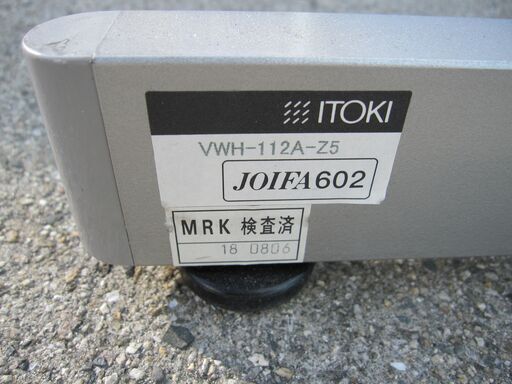 ITOKI
VWH-112A-Z5
JOIFA602
MRK 検査済
18 0806